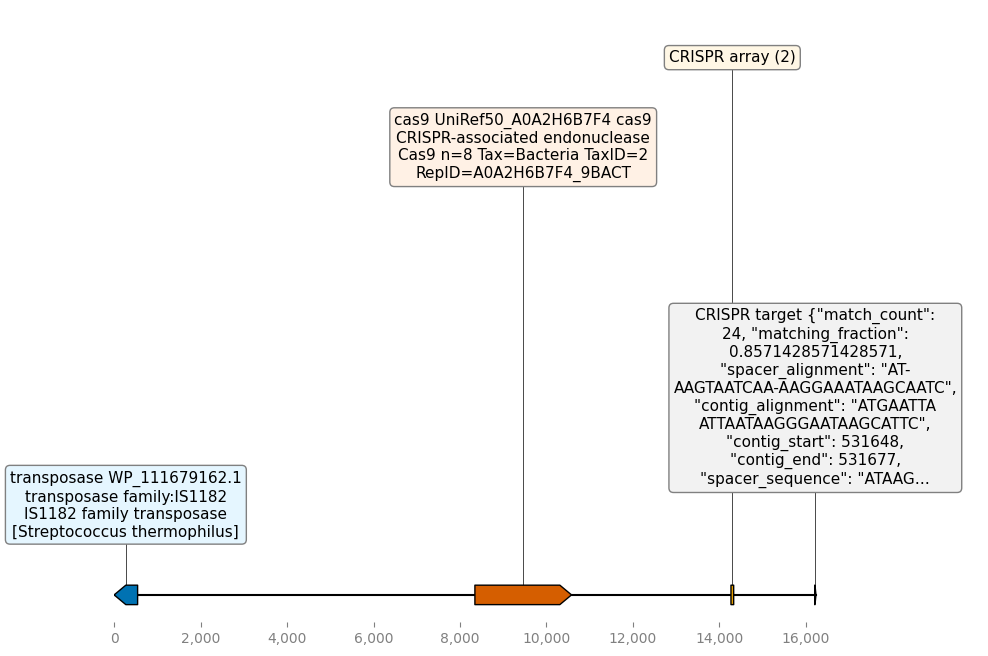 CRISPR array (2)
cas9 UniRef50_A0A2H6B7F4 cas9
CRISPR-associated endonuclease
Cas9 n=8 Tax=Bacteria TaxID=2
RepID=A0A2H6B7F4_9BACT
CRISPR target {"match_count":
24, "matching_fraction":
0.8571428571428571,
"spacer_alignment": "AT-
AAGTAATCAA-AAGGAAATAAGCAATC",
"contig_alignment": "ATGAATTA
ATTAATAAGGGAATAAGCATTC",
"contig_start": 531648,
"contig_end": 531677,
"spacer_sequence": "ATAAG...
transposase WP_111679162.1
transposase family:IS1182
IS1182 family transposase
[Streptococcus thermophilus]
0 2,000 4,000 6,000 8,000 10,000 12,000 14,000 16,000